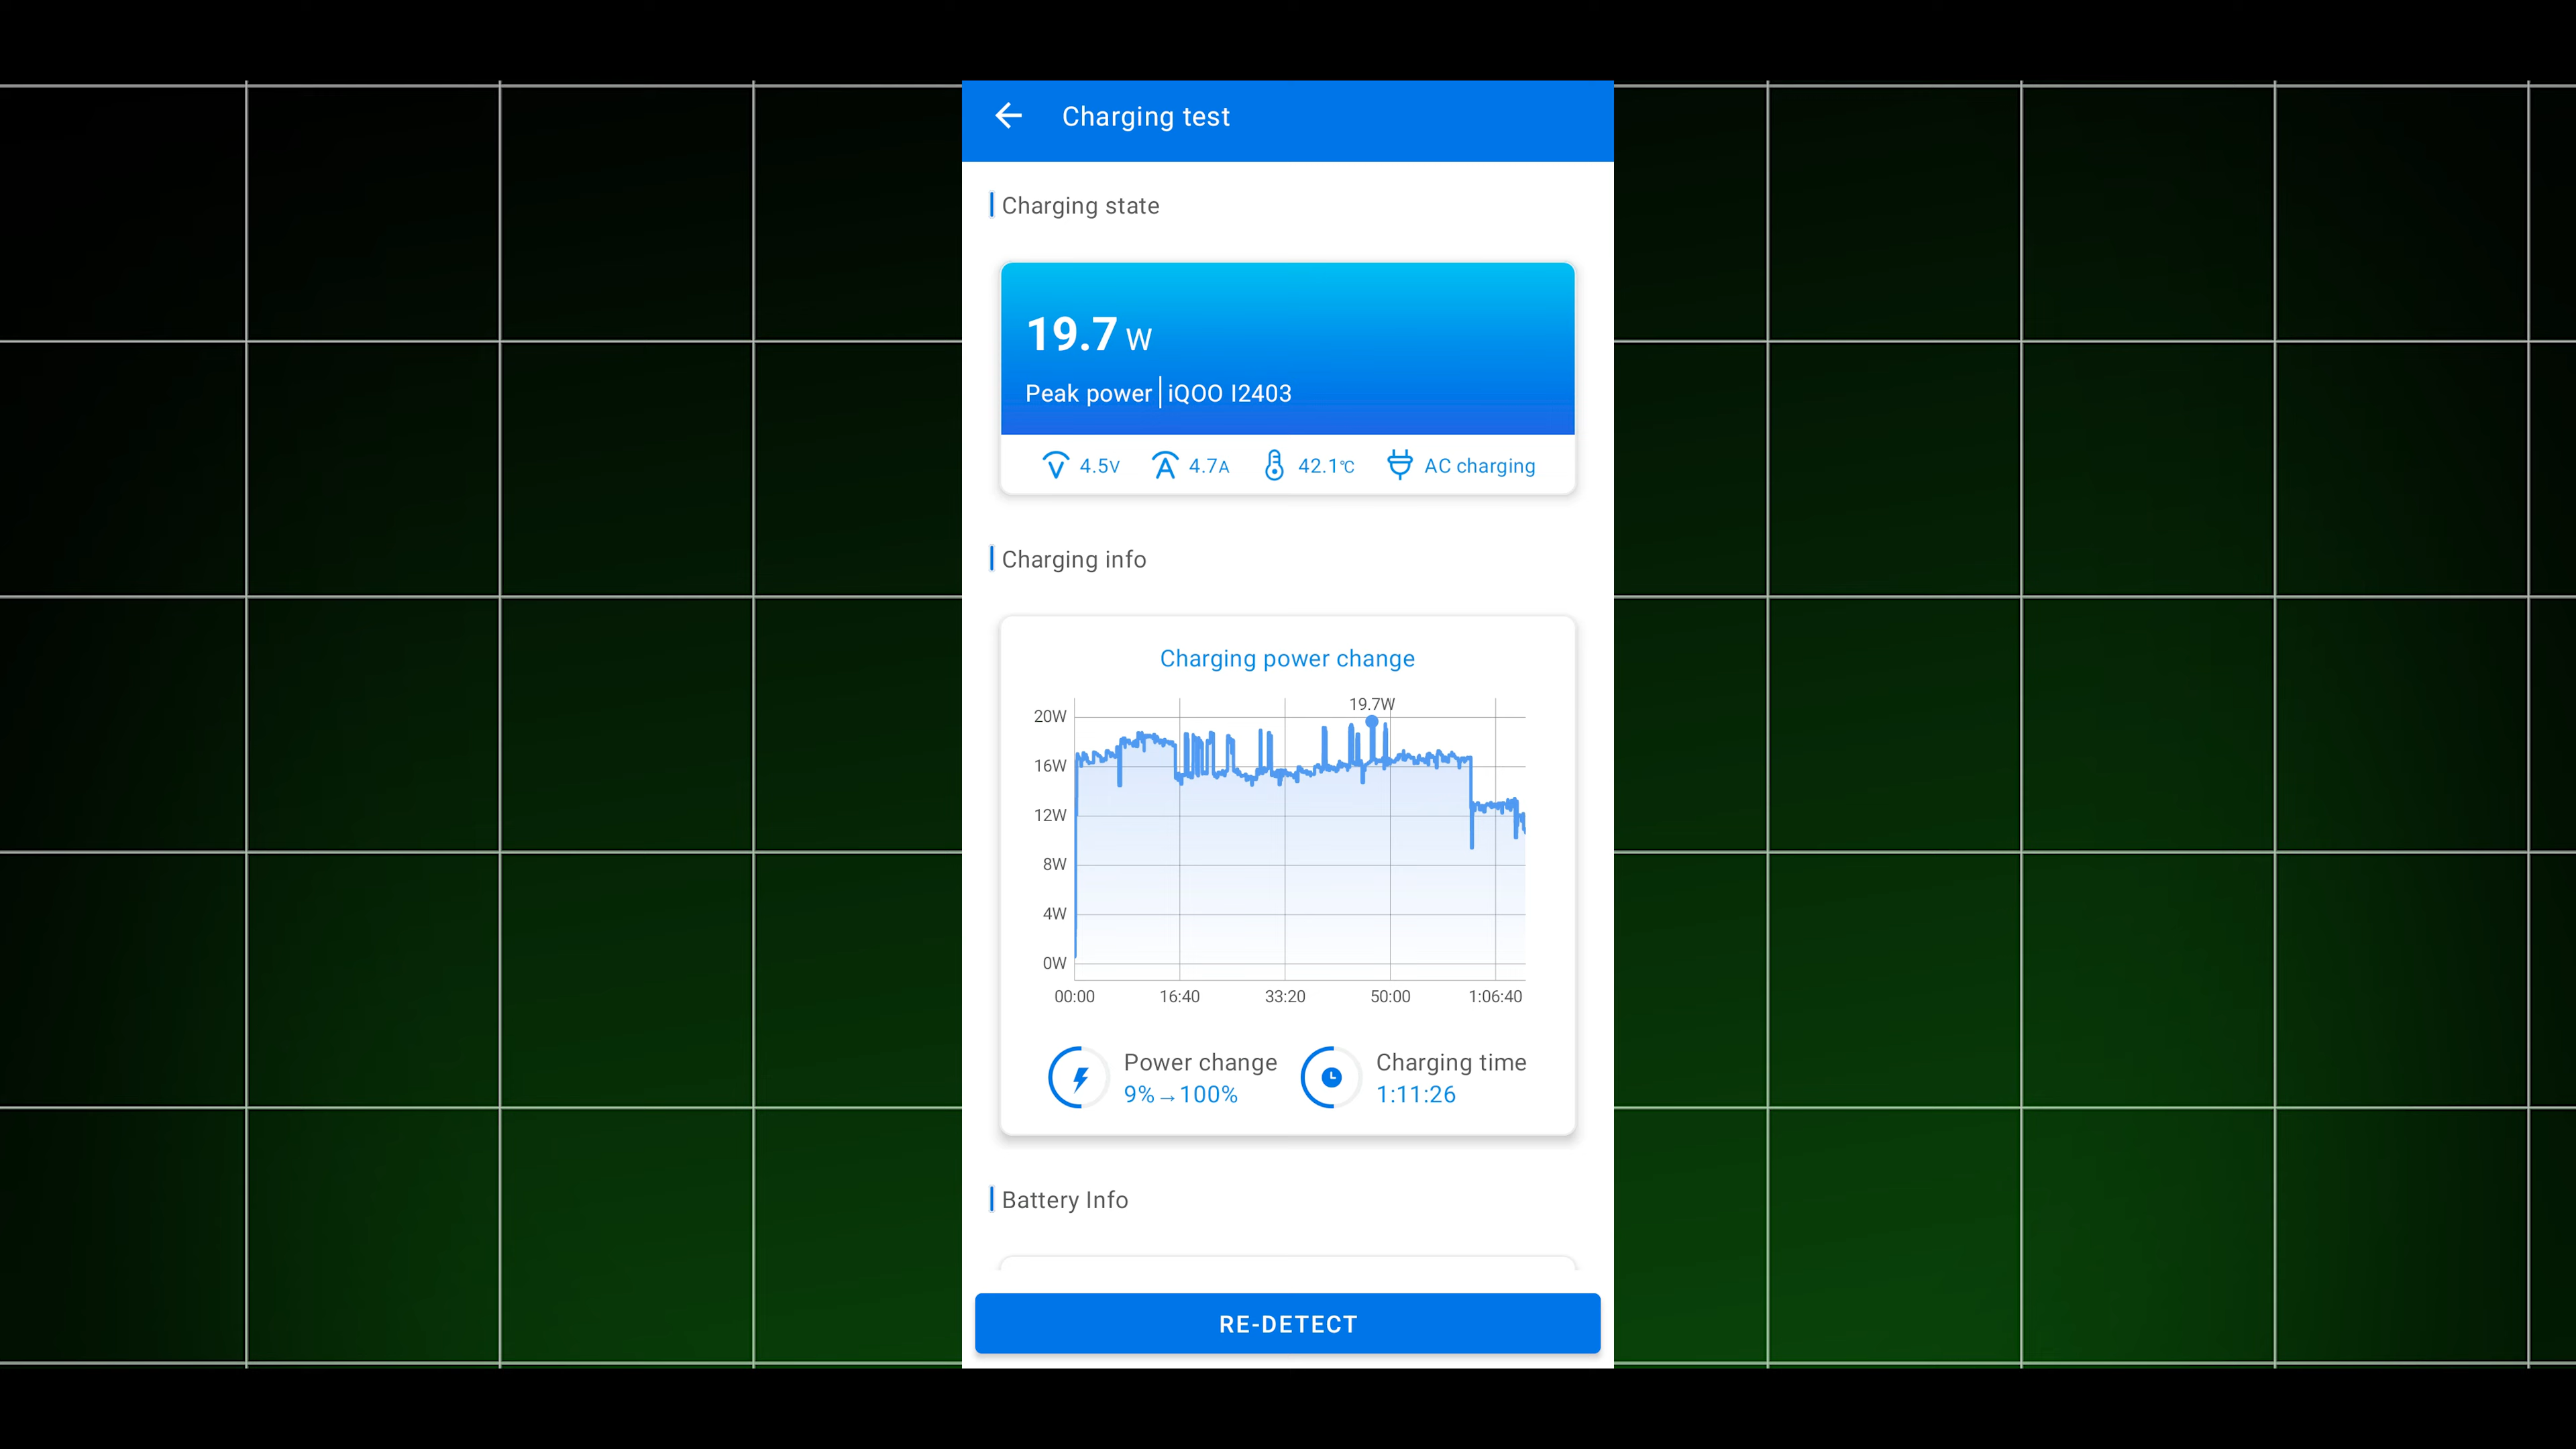 Charging test
Charging state
19.7 W
Peak power | iQOO I2403
4.5V 4.7A 42.1℃ AC charging
Charging info
Charging power change
19.7W
20W
16W
12W
8W
4W
0W
00:00 16:40 33:20 50:00 1:06:40
Power change Charging time
9%→100% 1:11:26
Battery Info
RE-DETECT